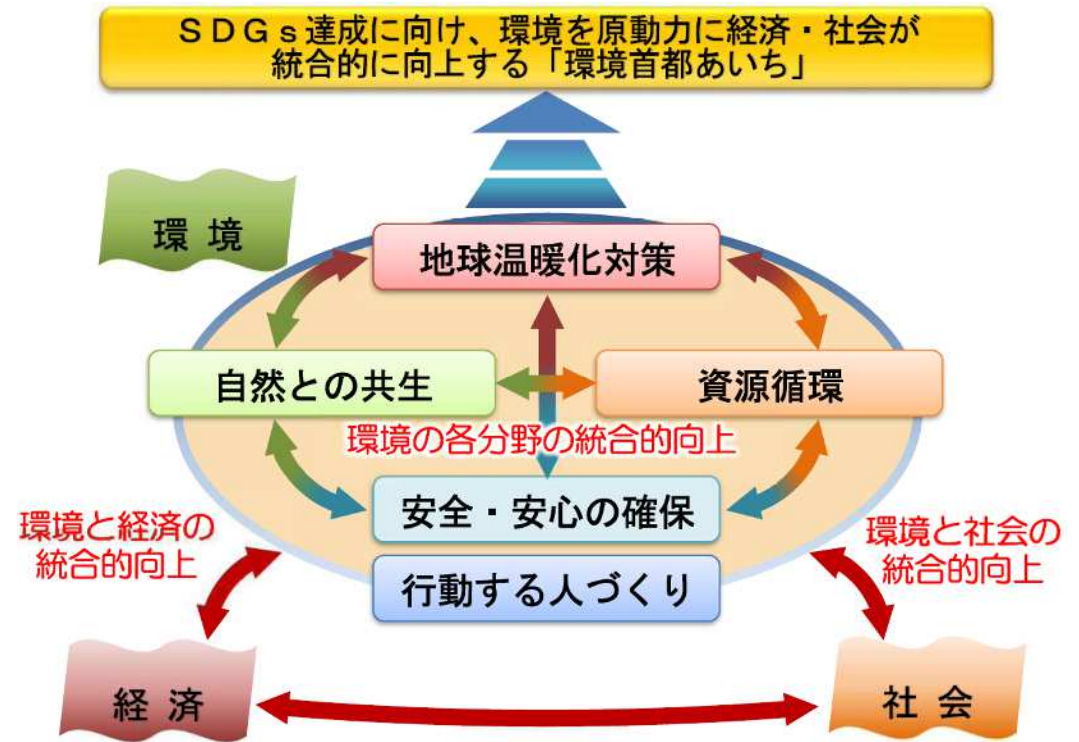 ＳＤＧｓ達成に向け、環境を原動力に経済・社会が
統合的に向上する「環境首都あいち」
環 境
地球温暖化対策
自然との共生
資源循環
環境の各分野の統合的向上
安全・安心の確保
行動する人づくり
環境と経済の
統合的向上
環境と社会の
統合的向上
経 済
社 会